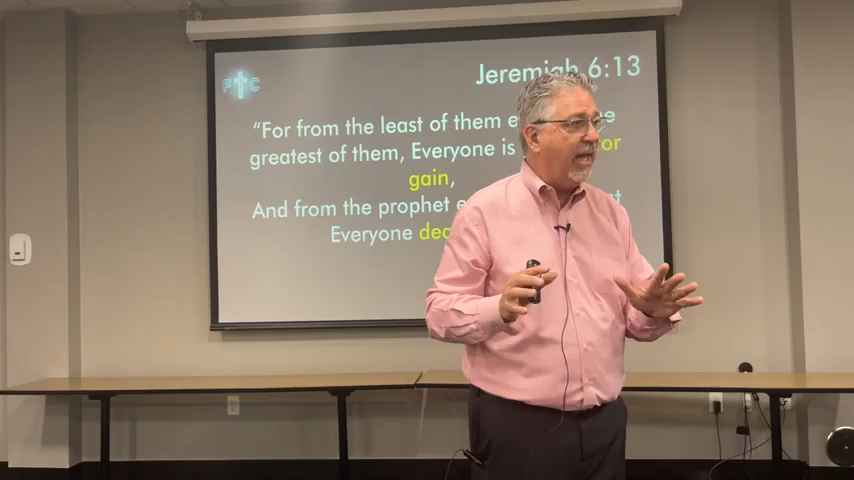 Jeremiah 6:13
F C
"For from the least of them
greatest of them, Everyone is or
gain,
And from the prophet
Everyone